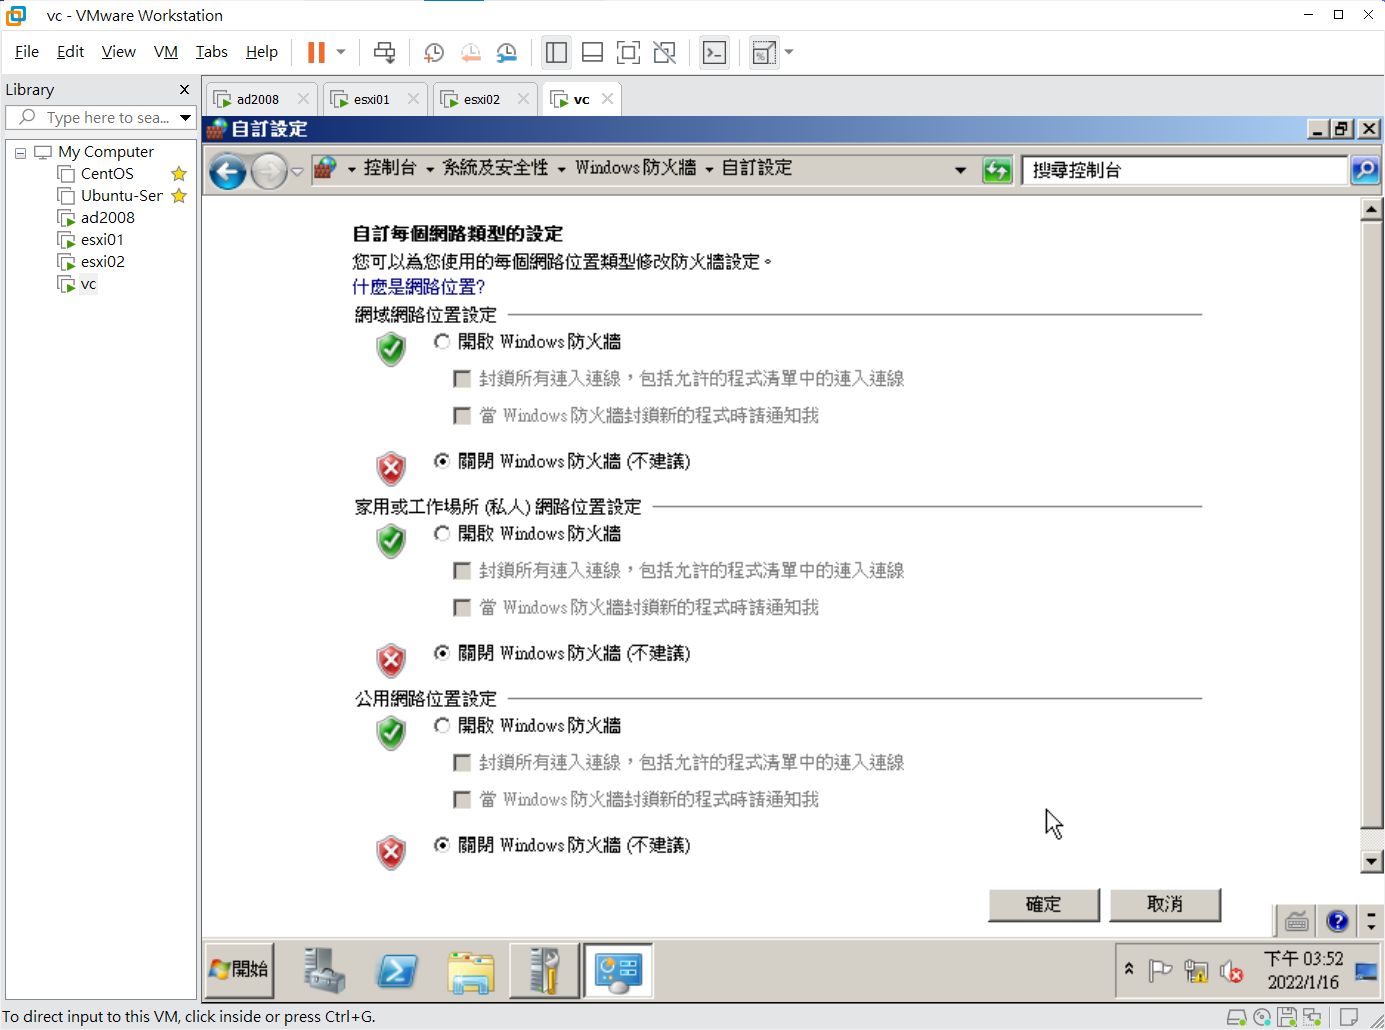 vc - VMware Workstation
File Edit View VM Tabs Help
Library
Type here to sea...
My Computer
CentOS
Ubuntu-Ser
ad2008
esxi01
esxi02
vc
ad2008 esxi01 esxi02 vc
自訂設定
控制台 系統及安全性 Windows 防火牆 自訂設定
搜尋控制台
自訂每個網路類型的設定
您可以為您使用的每個網路位置類型修改防火牆設定。
什麼是網路位置?
網域網路位置設定
開啟 Windows 防火牆
封鎖所有連入連線，包括允許的程式清單中的連入連線
當 Windows 防火牆封鎖新的程式時請通知我
關閉 Windows 防火牆 (不建議)
家用或工作場所 (私人) 網路位置設定
開啟 Windows 防火牆
封鎖所有連入連線，包括允許的程式清單中的連入連線
當 Windows 防火牆封鎖新的程式時請通知我
關閉 Windows 防火牆 (不建議)
公用網路位置設定
開啟 Windows 防火牆
封鎖所有連入連線，包括允許的程式清單中的連入連線
當 Windows 防火牆封鎖新的程式時請通知我
關閉 Windows 防火牆 (不建議)
確定 取消
開始
下午 03:52
2022/1/16
To direct input to this VM, click inside or press Ctrl+G.